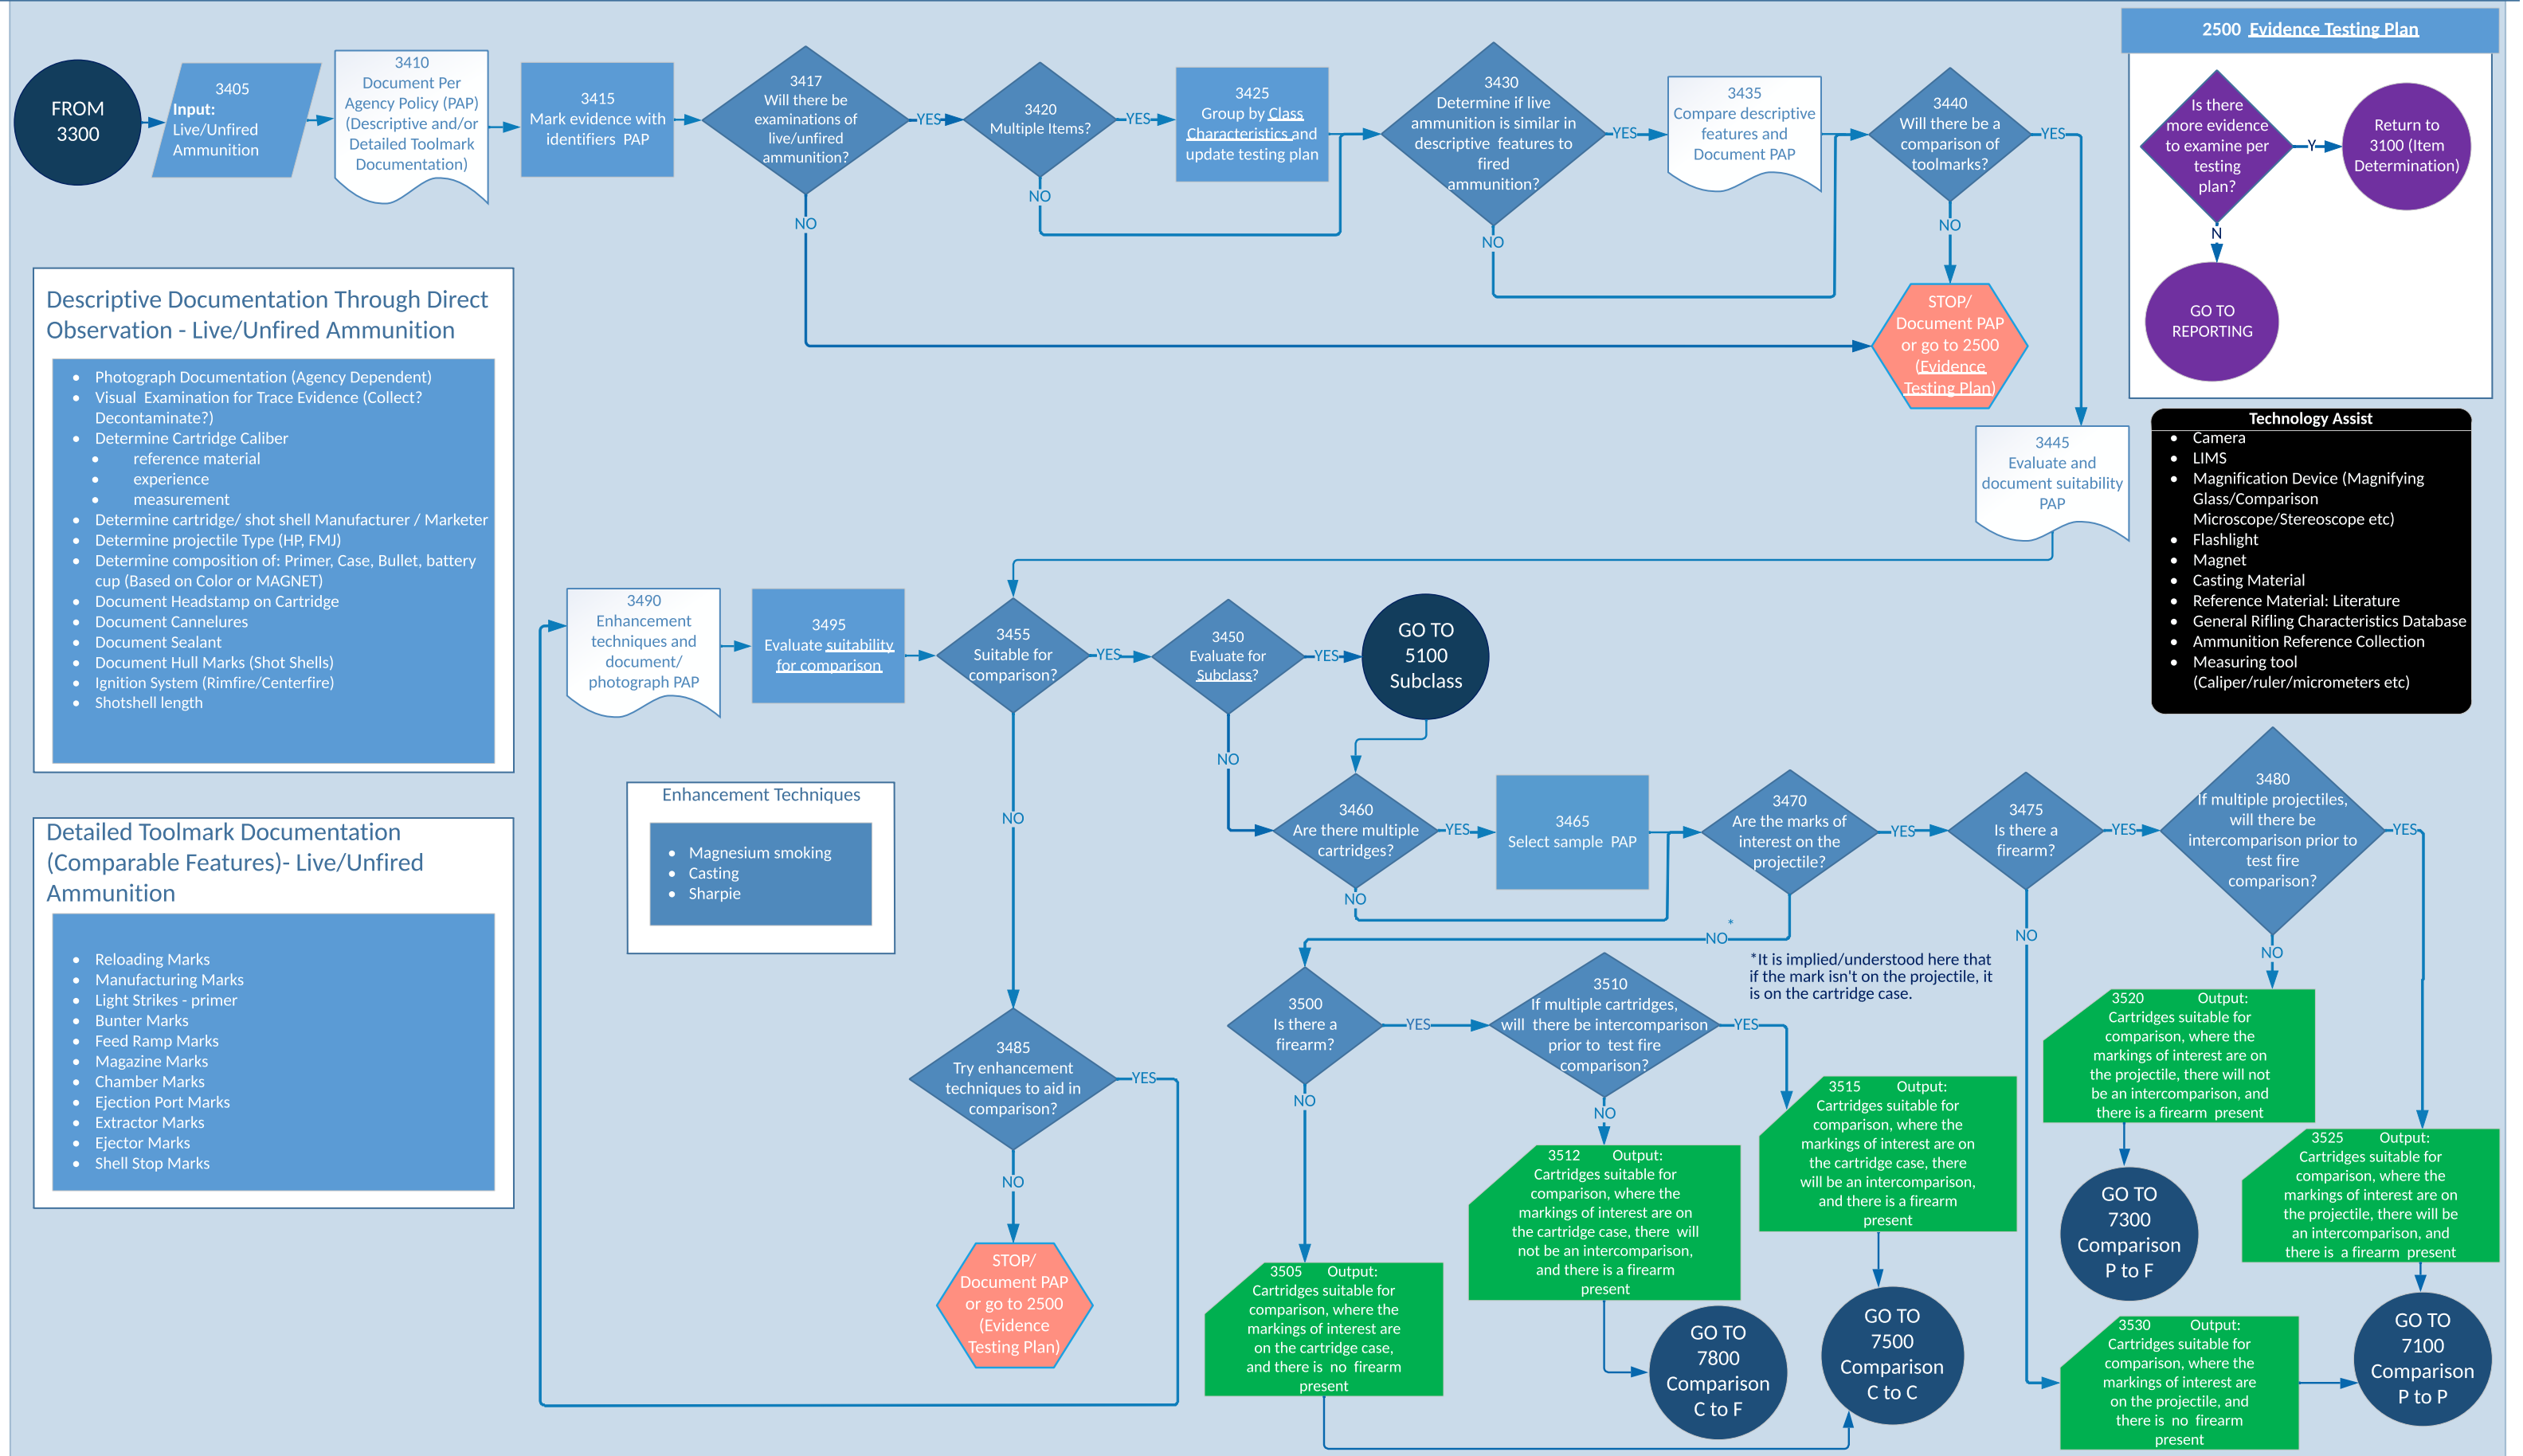 FROM
3300
3405
Input:
Live/Unfired
Ammunition
3410
Document Per
Agency Policy (PAP)
(Descriptive and/or
Detailed Toolmark
Documentation)
3415
Mark evidence with
identifiers PAP
3417
Will there be
examinations of
live/unfired
ammunition?
YES
NO
3420
Multiple Items?
YES
NO
3425
Group by Class
Characteristics and
update testing plan
3430
Determine if live
ammunition is similar in
descriptive features to
fired
ammunition?
YES
NO
3435
Compare descriptive
features and
Document PAP
3440
Will there be a
comparison of
toolmarks?
YES
NO
STOP/
Document PAP
or go to 2500
(Evidence
Testing Plan)
2500 Evidence Testing Plan
Is there
more evidence
to examine per
testing
plan?
Y
Return to
3100 (Item
Determination)
N
GO TO
REPORTING
Descriptive Documentation Through Direct
Observation - Live/Unfired Ammunition
• Photograph Documentation (Agency Dependent)
• Visual Examination for Trace Evidence (Collect?
Decontaminate?)
• Determine Cartridge Caliber
• reference material
• experience
• measurement
• Determine cartridge/ shot shell Manufacturer / Marketer
• Determine projectile Type (HP, FMJ)
• Determine composition of: Primer, Case, Bullet, battery
cup (Based on Color or MAGNET)
• Document Headstamp on Cartridge
• Document Cannelures
• Document Sealant
• Document Hull Marks (Shot Shells)
• Ignition System (Rimfire/Centerfire)
• Shotshell length
3445
Evaluate and
document suitability
PAP
Technology Assist
• Camera
• LIMS
• Magnification Device (Magnifying
Glass/Comparison
Microscope/Stereoscope etc)
• Flashlight
• Magnet
• Casting Material
• Reference Material: Literature
• General Rifling Characteristics Database
• Ammunition Reference Collection
• Measuring tool
(Caliper/ruler/micrometers etc)
3490
Enhancement
techniques and
document/
photograph PAP
3495
Evaluate suitability
for comparison
3455
Suitable for
comparison?
YES
NO
3450
Evaluate for
Subclass?
YES
NO
GO TO
5100
Subclass
Enhancement Techniques
• Magnesium smoking
• Casting
• Sharpie
3460
Are there multiple
cartridges?
YES
NO
3465
Select sample PAP
3470
Are the marks of
interest on the
projectile?
YES
NO
*
3475
Is there a
firearm?
YES
NO
3480
If multiple projectiles,
will there be
intercomparison prior to
test fire
comparison?
YES
NO
*It is implied/understood here that
if the mark isn't on the projectile, it
is on the cartridge case.
Detailed Toolmark Documentation
(Comparable Features)- Live/Unfired
Ammunition
• Reloading Marks
• Manufacturing Marks
• Light Strikes - primer
• Bunter Marks
• Feed Ramp Marks
• Magazine Marks
• Chamber Marks
• Ejection Port Marks
• Extractor Marks
• Ejector Marks
• Shell Stop Marks
3485
Try enhancement
techniques to aid in
comparison?
YES
NO
STOP/
Document PAP
or go to 2500
(Evidence
Testing Plan)
3500
Is there a
firearm?
YES
NO
3510
If multiple cartridges,
will there be intercomparison
prior to test fire
comparison?
YES
NO
3505 Output:
Cartridges suitable for
comparison, where the
markings of interest are
on the cartridge case,
and there is no firearm
present
3512 Output:
Cartridges suitable for
comparison, where the
markings of interest are on
the cartridge case, there will
not be an intercomparison,
and there is a firearm
present
3515 Output:
Cartridges suitable for
comparison, where the
markings of interest are on
the cartridge case, there
will be an intercomparison,
and there is a firearm
present
3520 Output:
Cartridges suitable for
comparison, where the
markings of interest are on
the projectile, there will not
be an intercomparison, and
there is a firearm present
3525 Output:
Cartridges suitable for
comparison, where the
markings of interest are on
the projectile, there will be
an intercomparison, and
there is a firearm present
3530 Output:
Cartridges suitable for
comparison, where the
markings of interest are
on the projectile, and
there is no firearm
present
GO TO
7800
Comparison
C to F
GO TO
7500
Comparison
C to C
GO TO
7300
Comparison
P to F
GO TO
7100
Comparison
P to P